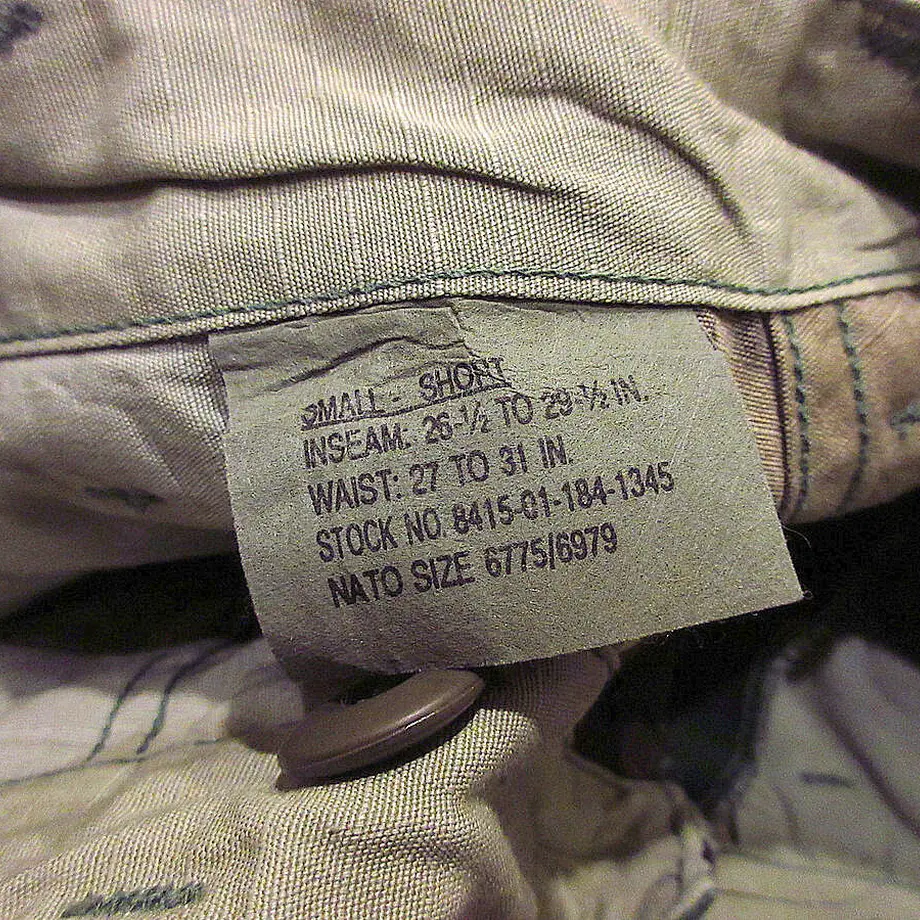 SMALL - SHORT
INSEAM: 26-½ TO 29-½ IN.
WAIST: 27 TO 31 IN.
STOCK NO. 8415-01-184-1345
NATO SIZE 6775/6979